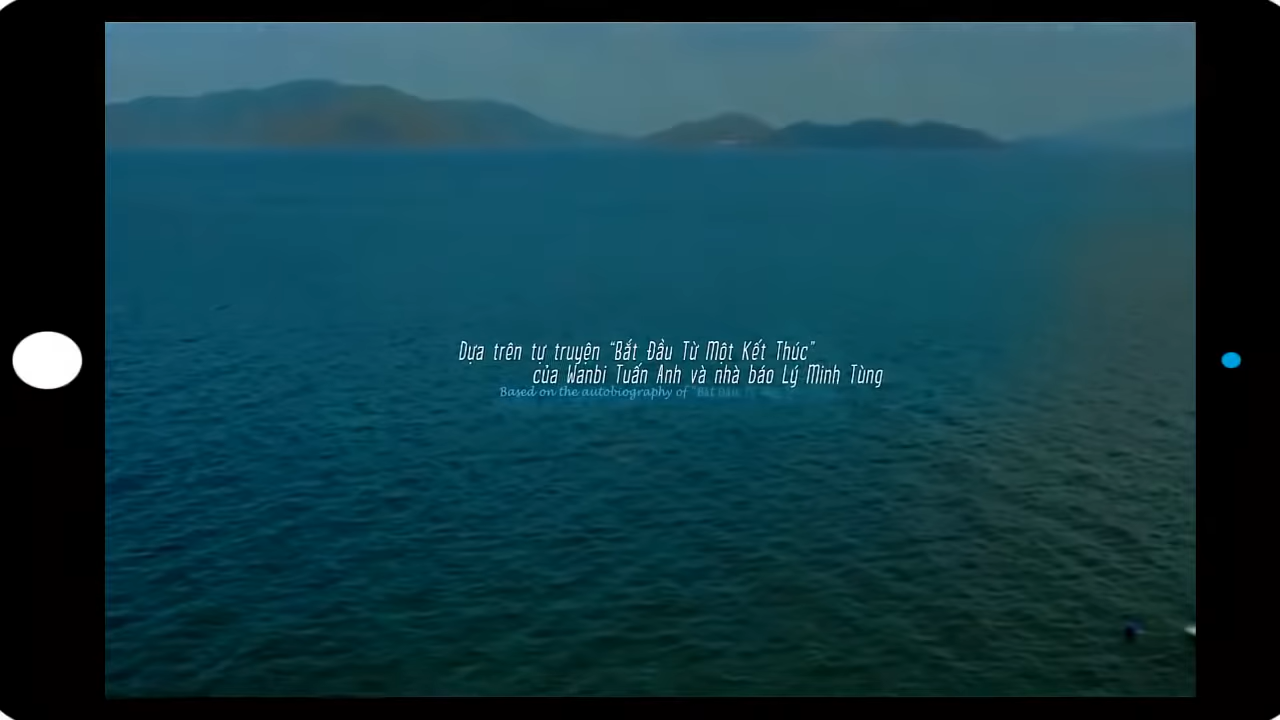 Dựa trên tự truyện “Bắt Đầu Từ Một Kết Thúc”
của Wanbi Tuấn Anh và nhà báo Lý Minh Tùng
Based on the autobiography of